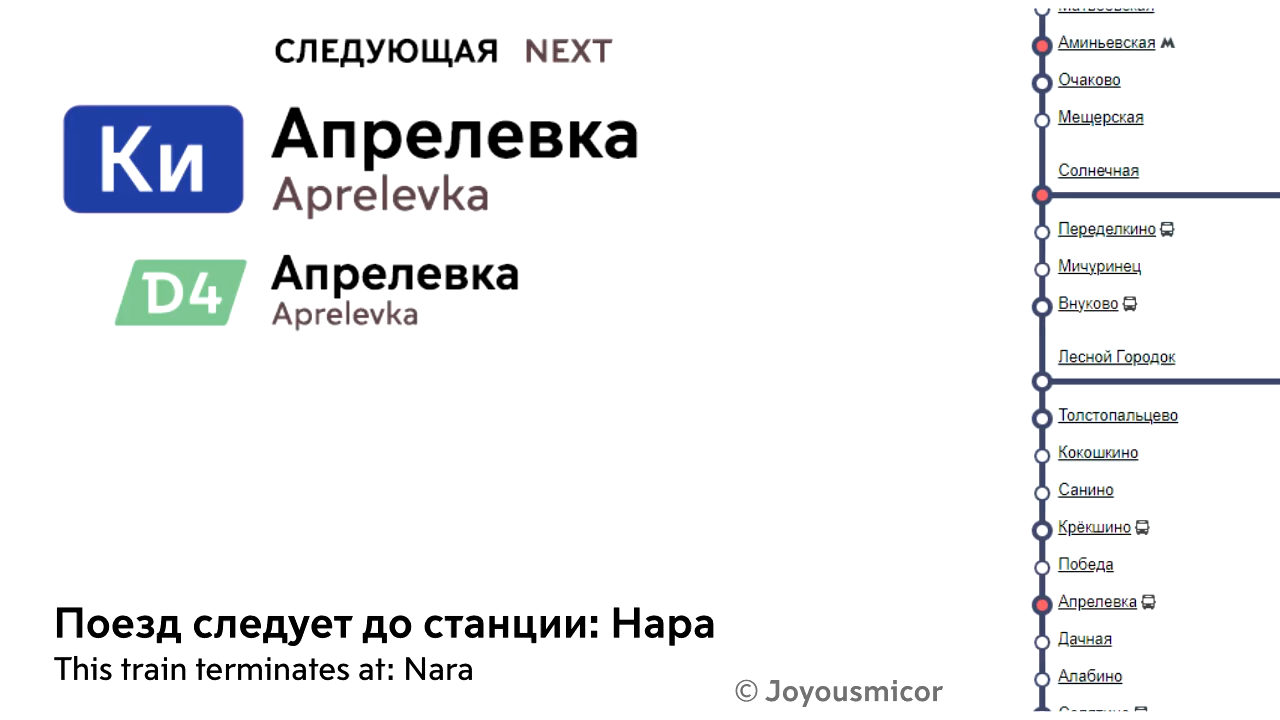 СЛЕДУЮЩАЯ NEXT
Ки
Апрелевка
Aprelevka
D4
Апрелевка
Aprelevka
Поезд следует до станции: Нара
This train terminates at: Nara
© Joyousmicor
Аминьевская
Очаково
Мещерская
Солнечная
Переделкино
Мичуринец
Внуково
Лесной Городок
Толстопальцево
Кокошкино
Санино
Крёкшино
Победа
Апрелевка
Дачная
Алабино